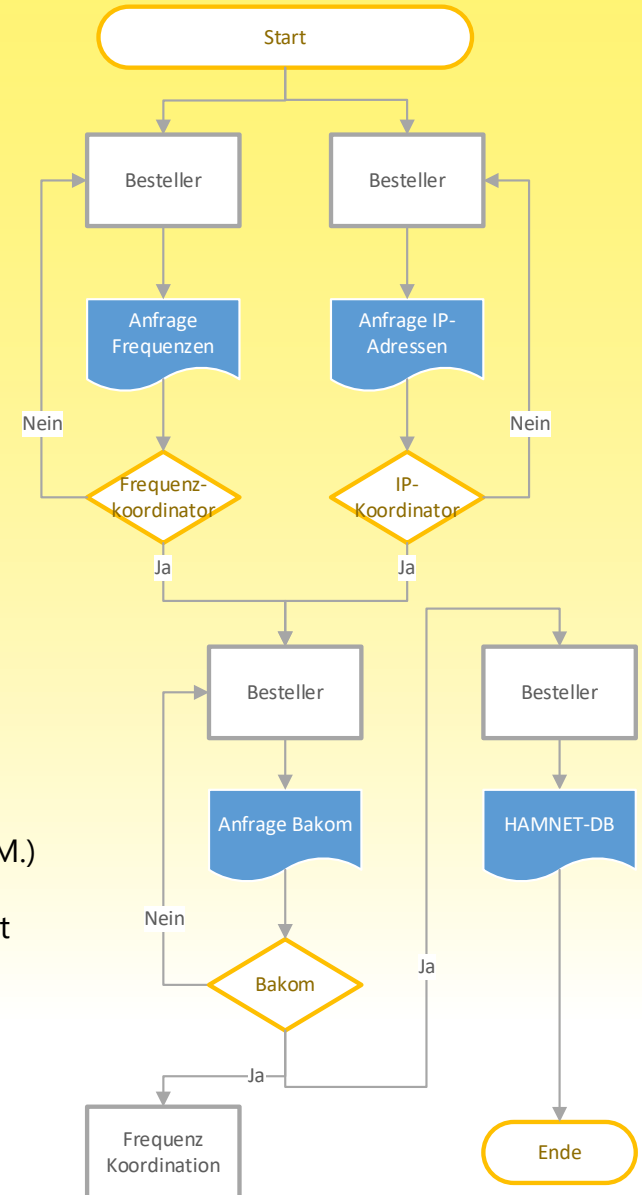 Start
Besteller
Besteller
Anfrage
Frequenzen
Anfrage IP-
Adressen
Nein
Nein
Frequenz-
koordinator
IP-
Koordinator
Ja
Ja
Besteller
Besteller
Anfrage Bakom
HAMNET-DB
M.)
t
Nein
Ja
Bakom
Ja
Frequenz
Koordination
Ende